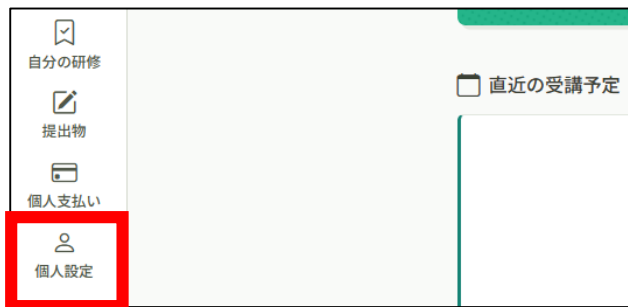 自分の研修
提出物
個人支払い
個人設定
直近の受講予定